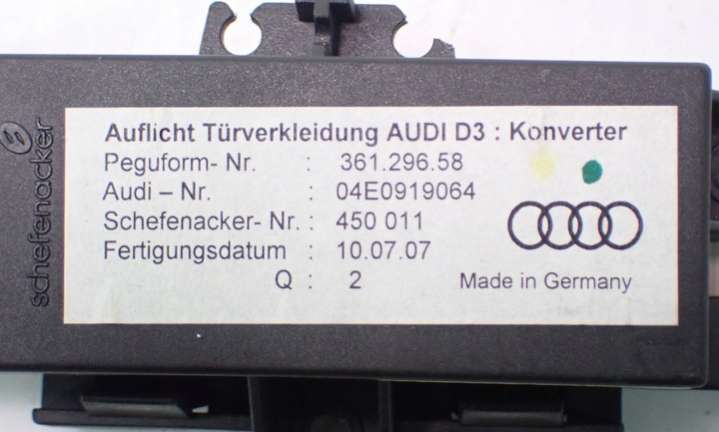 schefenacker
Auflicht Türverkleidung AUDI D3 : Konverter
Peguform- Nr. : 361.296.58
Audi – Nr. : 04E0919064
Schefenacker- Nr. : 450 011
Fertigungsdatum : 10.07.07
Q : 2
Made in Germany